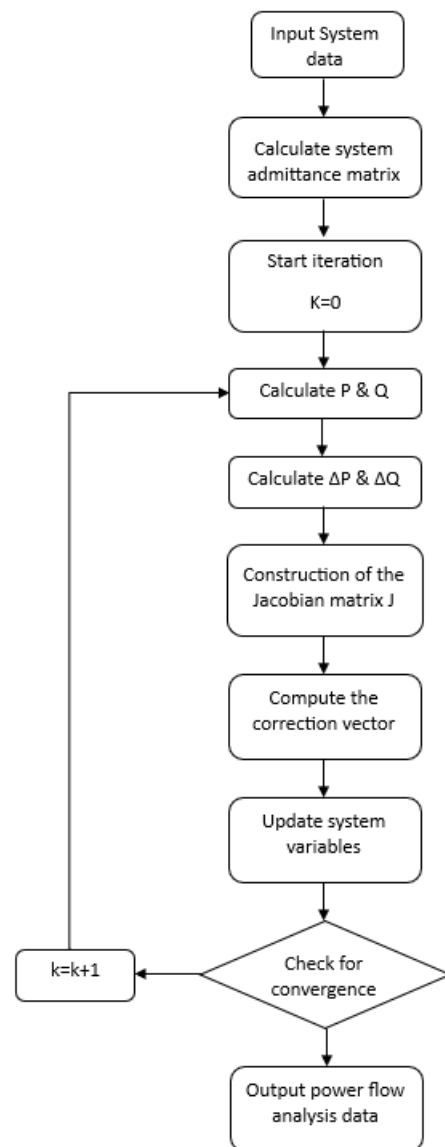 Input System
data
Calculate system
admittance matrix
Start iteration
K=0
Calculate P & Q
Calculate ΔP & ΔQ
Construction of the
Jacobian matrix J
Compute the
correction vector
Update system
variables
Check for
convergence
k=k+1
Output power flow
analysis data